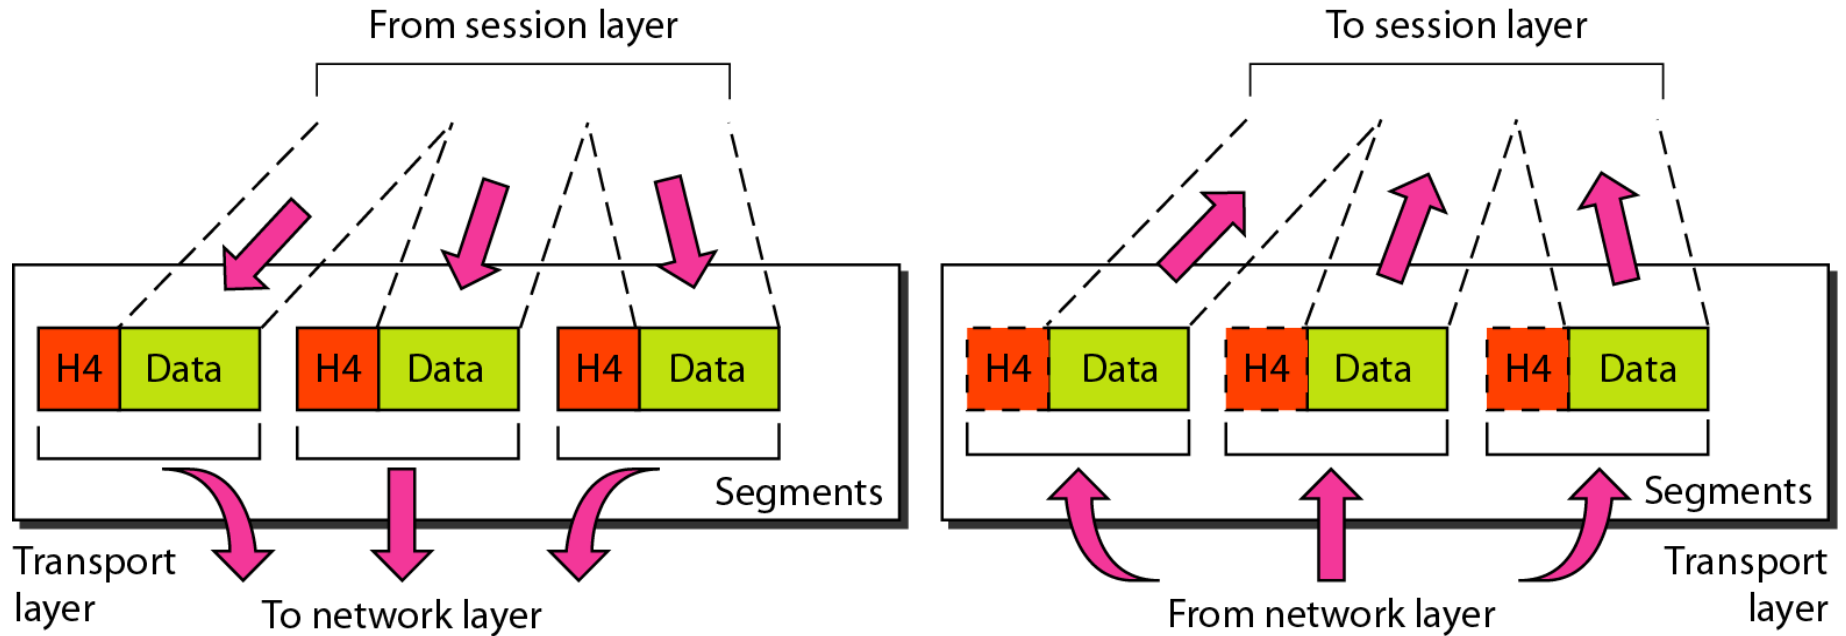 From session layer
To session layer
H4 Data H4 Data H4 Data
H4 Data H4 Data H4 Data
Segments
Segments
Transport
layer
To network layer
From network layer
Transport
layer